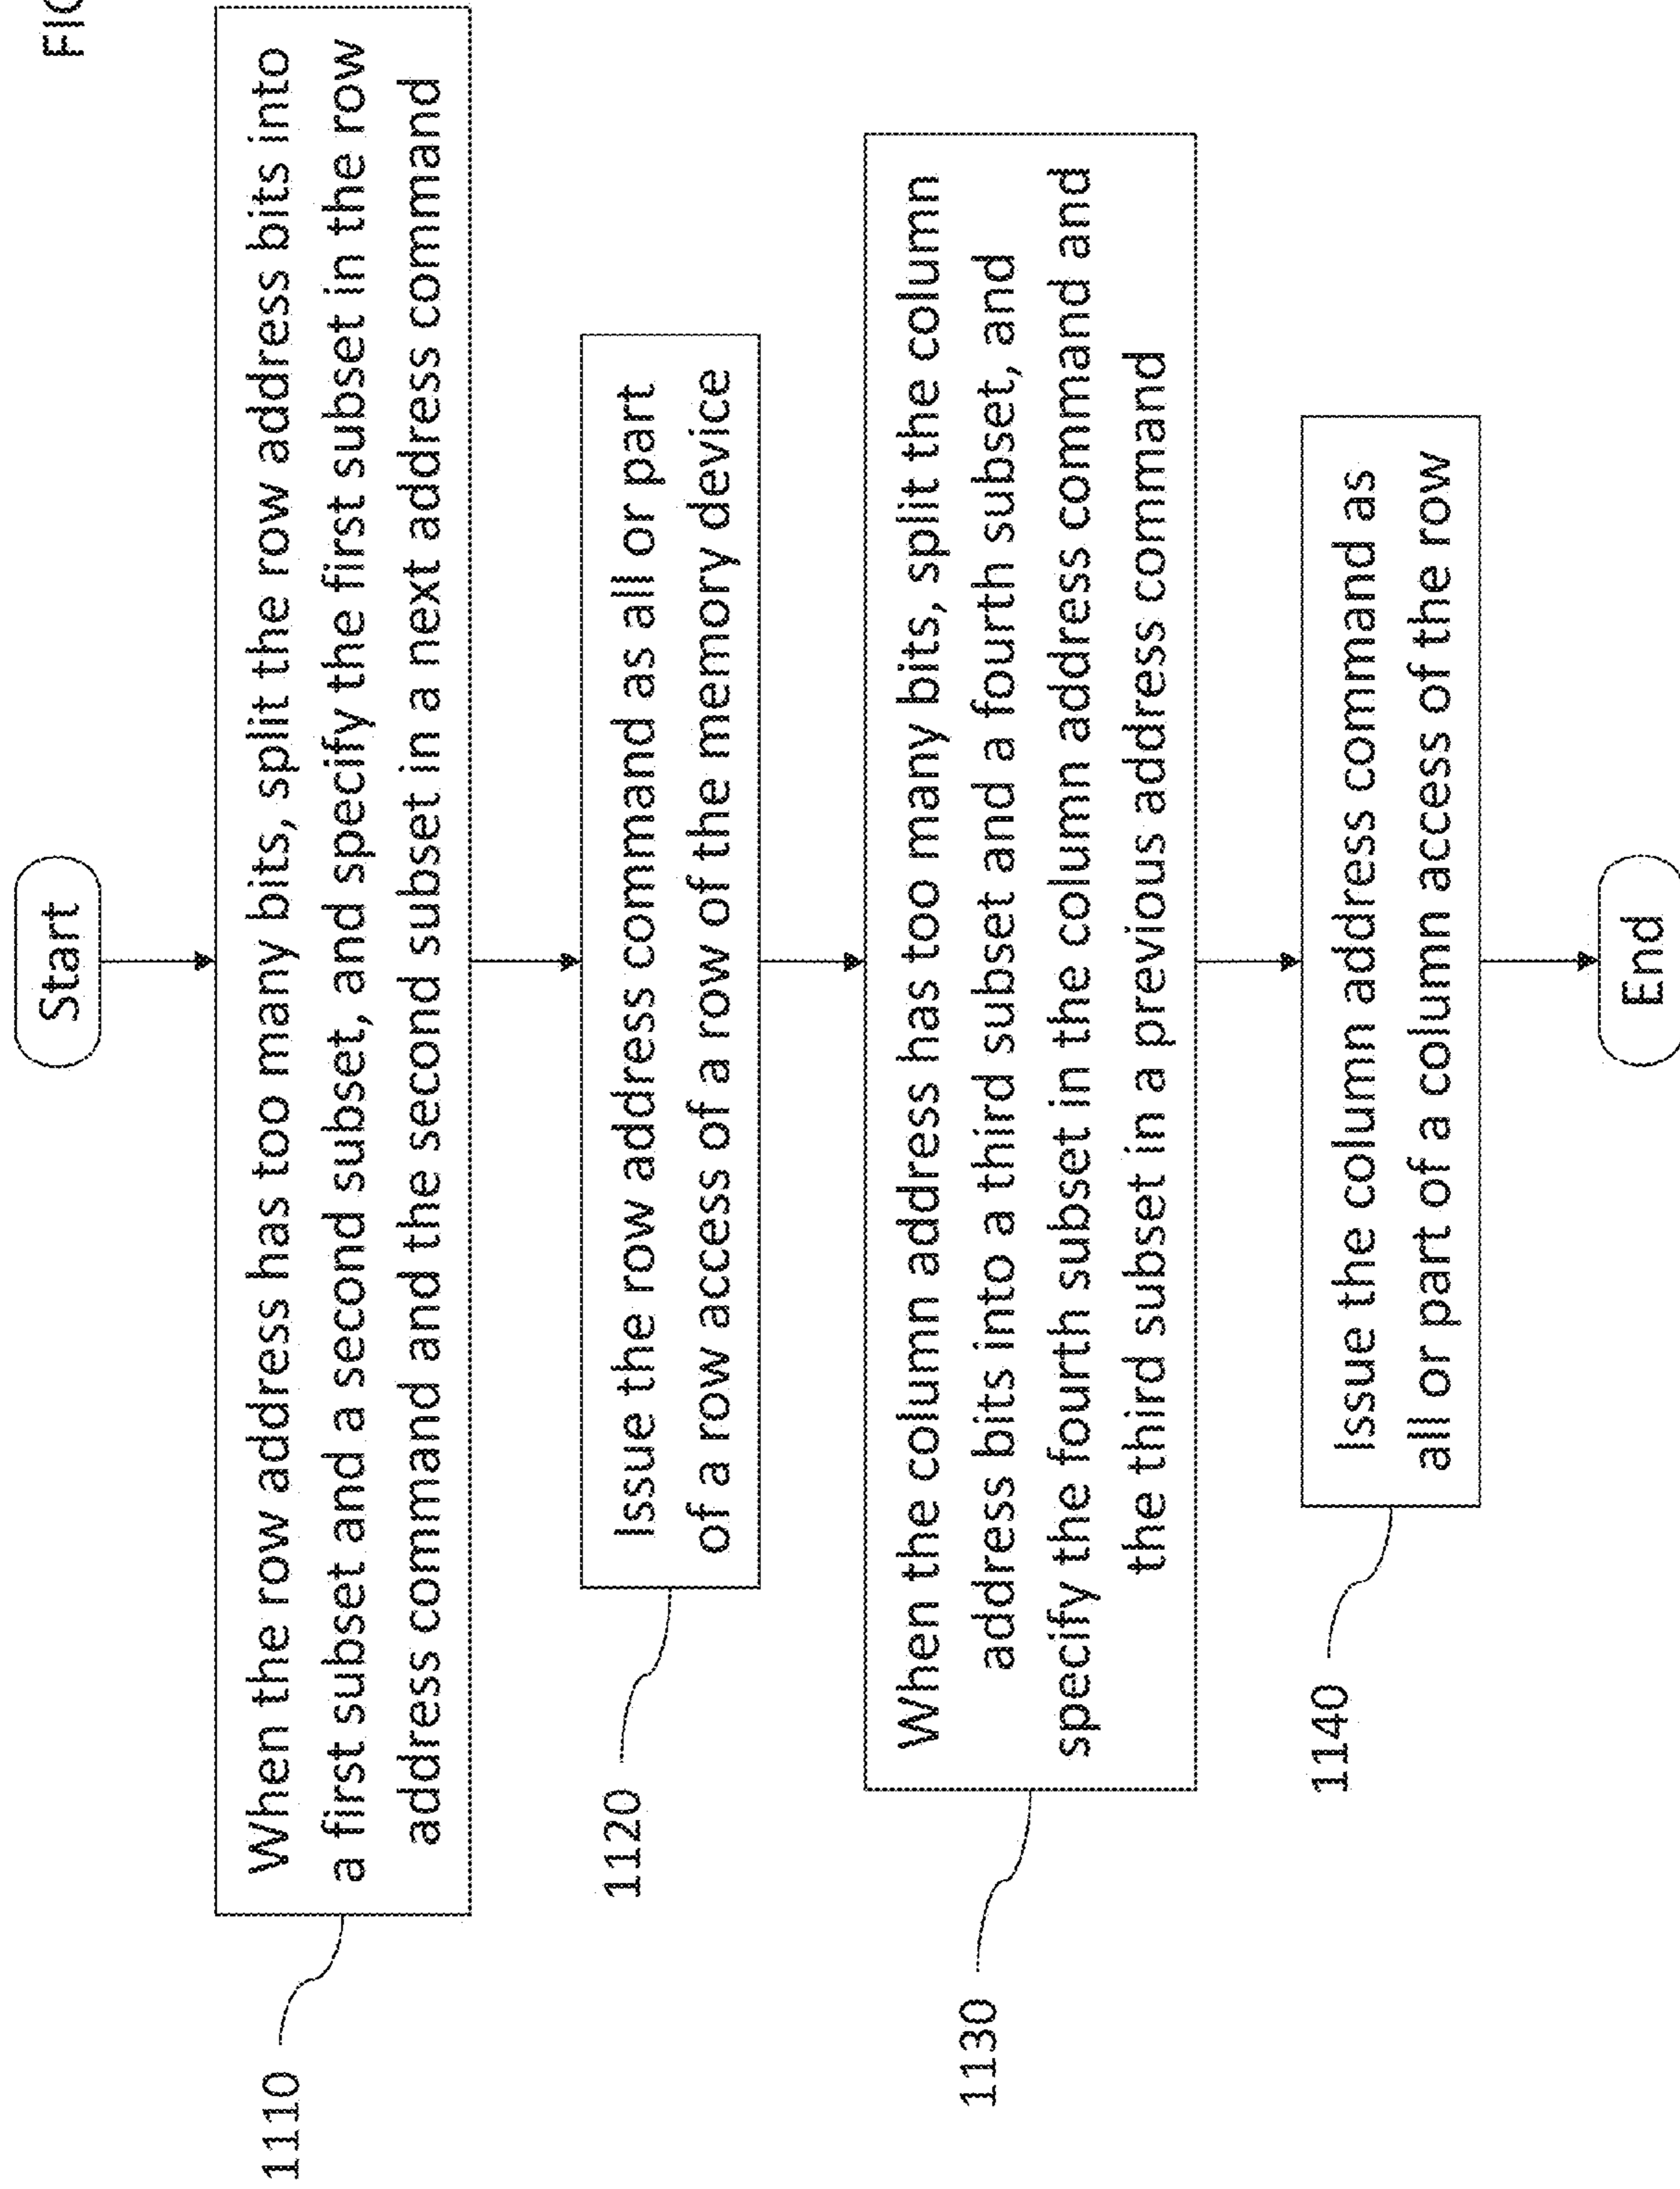 FIG
Start
1110
When the row address has too many bits, split the row address bits into
a first subset and a second subset, and specify the first subset in the row
address command and the second subset in a next address command
1120
Issue the row address command as all or part
of a row access of a row of the memory device
1130
When the column address has too many bits, split the column
address bits into a third subset and a fourth subset, and
specify the fourth subset in the column address command and
the third subset in a previous address command
1140
Issue the column address command as
all or part of a column access of the row
End